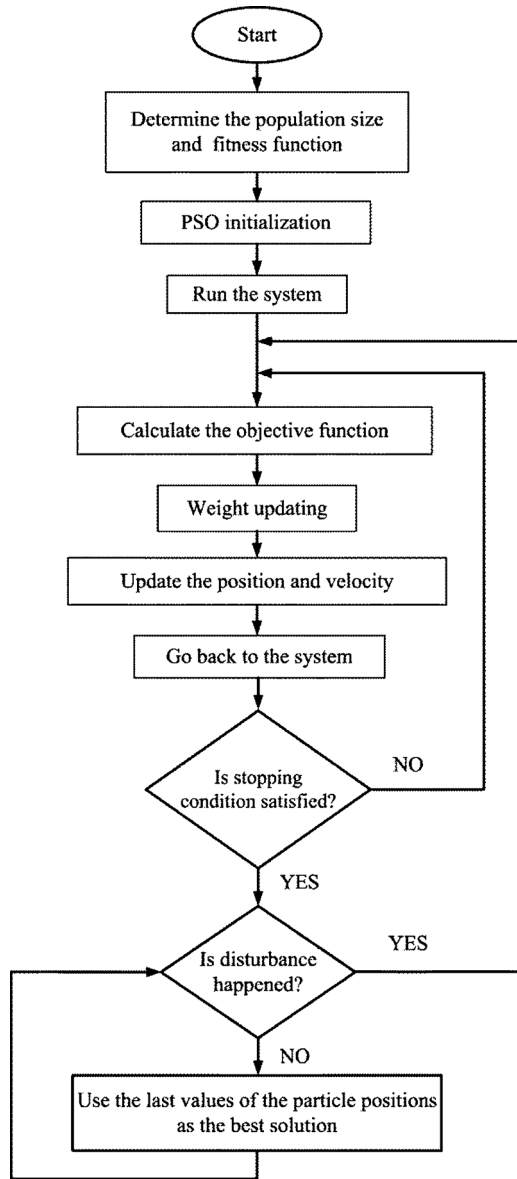 Start
Determine the population size
and fitness function
PSO initialization
Run the system
Calculate the objective function
Weight updating
Update the position and velocity
Go back to the system
Is stopping
condition satisfied?
NO
YES
Is disturbance
happened?
YES
NO
Use the last values of the particle positions
as the best solution